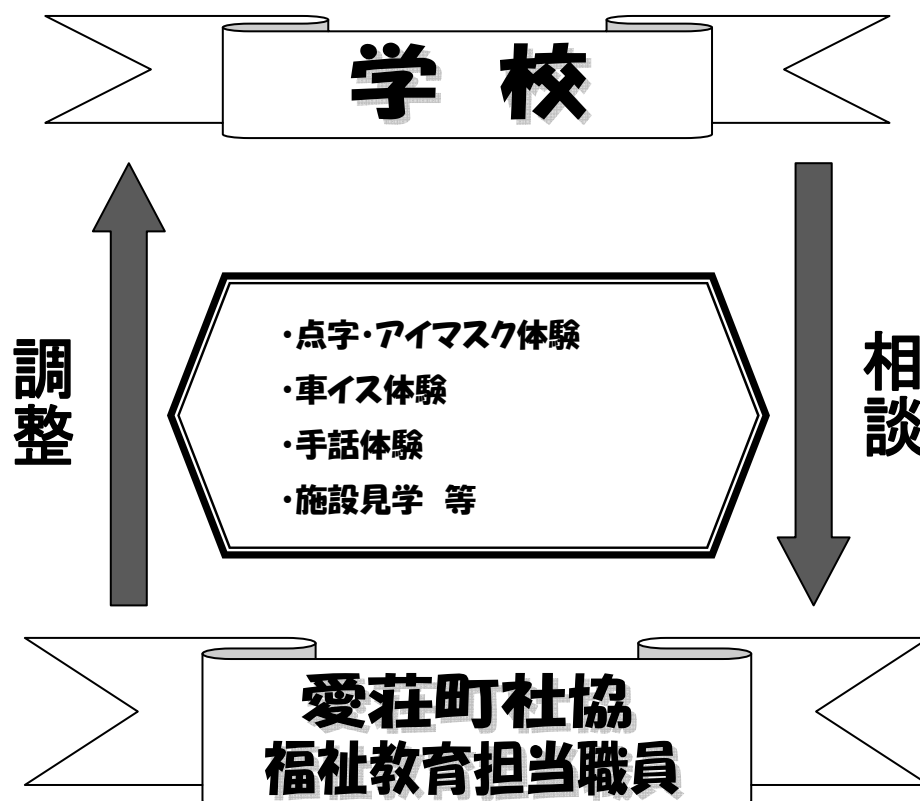 学　校
調整
・点字・アイマスク体験
・車イス体験
・手話体験
・施設見学　等
相談
愛荘町社協
福祉教育担当職員